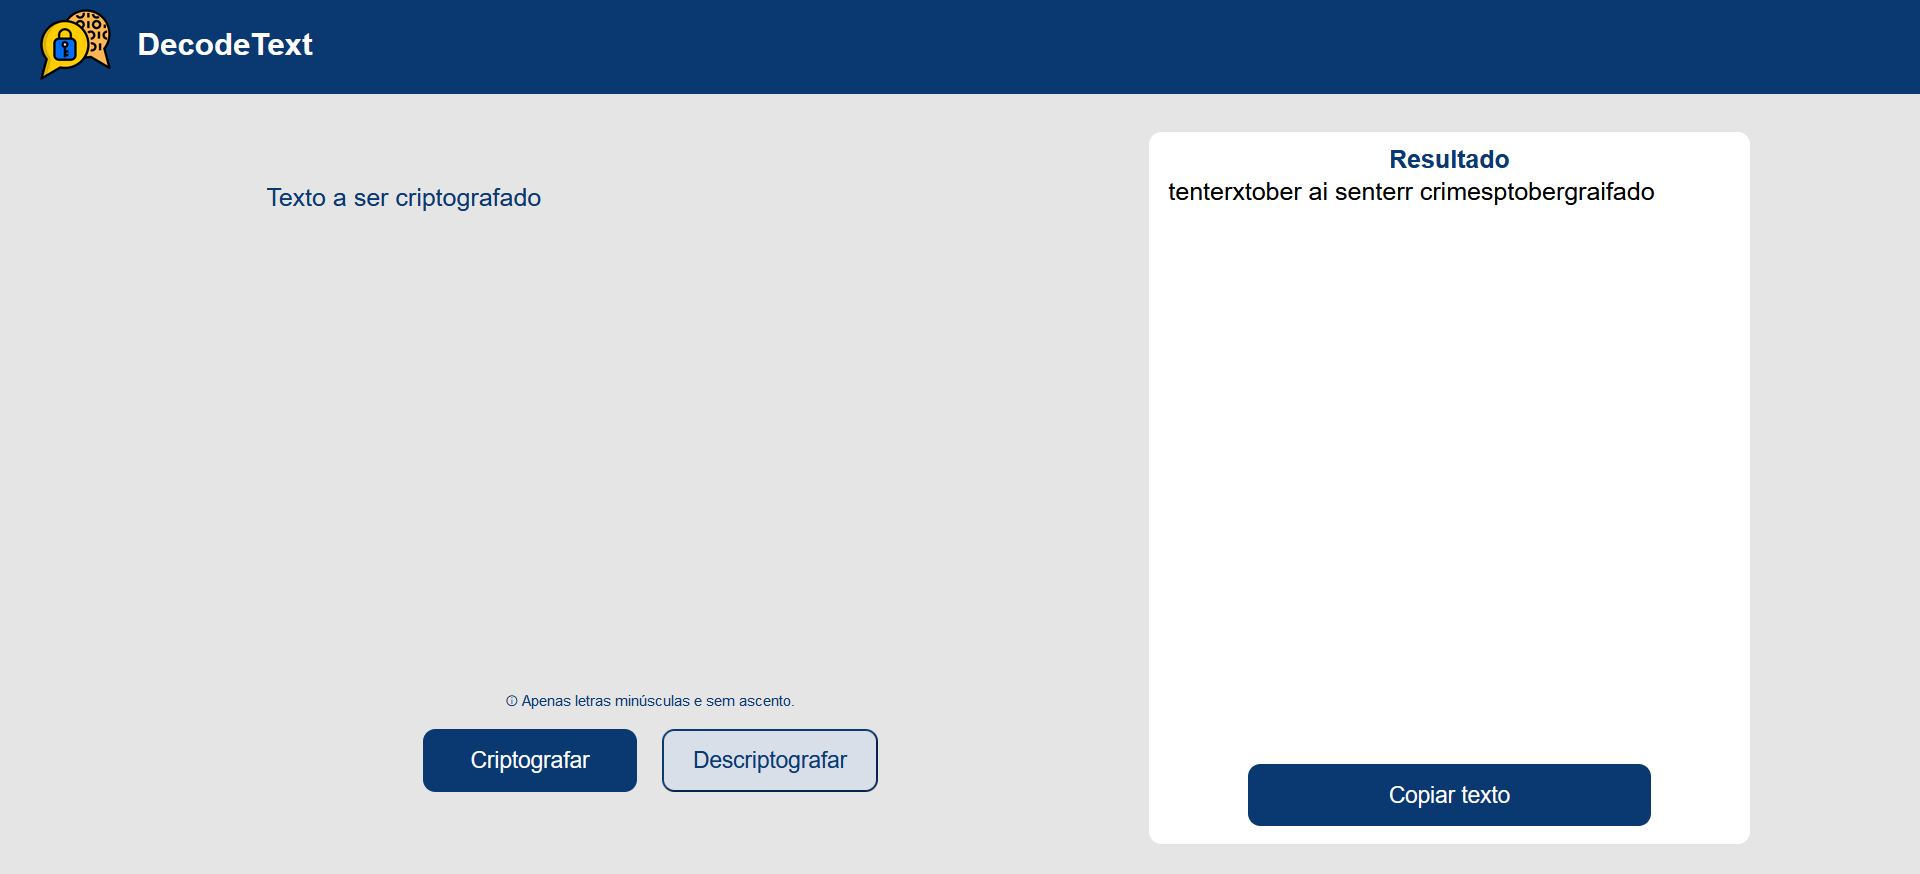 DecodeText
Texto a ser criptografado
Apenas letras minúsculas e sem ascento.
Criptografar
Descriptografar
Resultado
tenterxtober ai senterr crimesptobergraifado
Copiar texto